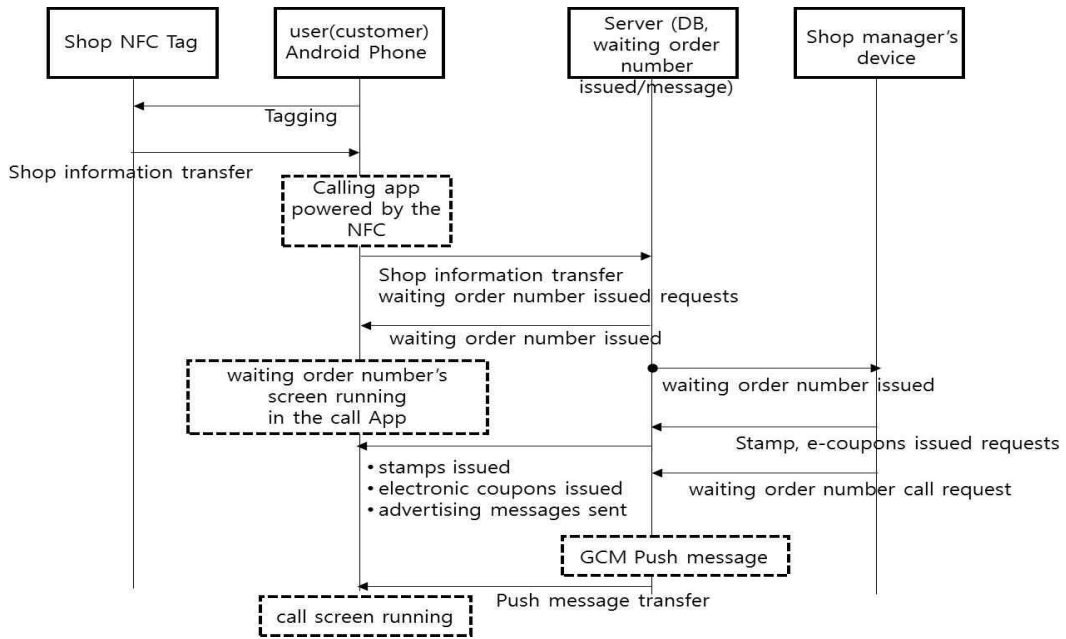 Shop NFC Tag
user(customer)
Android Phone
Server (DB,
waiting order
number
issued/message)
Shop manager's
device
Tagging
Shop information transfer
Calling app
powered by the
NFC
Shop information transfer
waiting order number issued requests
waiting order number issued
waiting order number's
screen running
in the call App
waiting order number issued
Stamp, e-coupons issued requests
• stamps issued
• electronic coupons issued
• advertising messages sent
waiting order number call request
GCM Push message
Push message transfer
call screen running